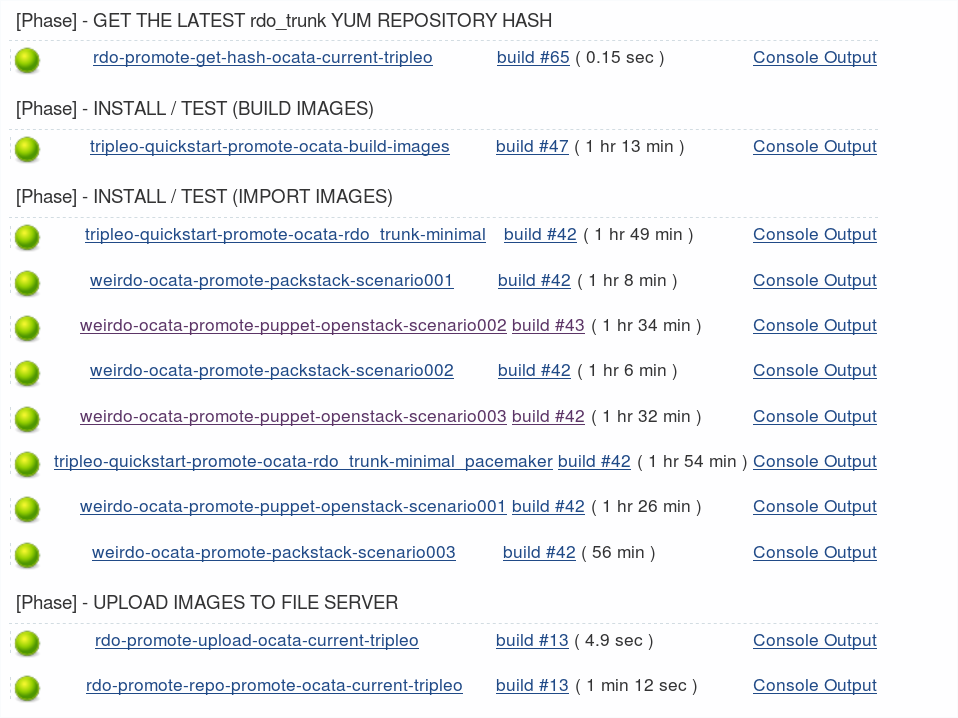 [Phase] - GET THE LATEST rdo_trunk YUM REPOSITORY HASH
rdo-promote-get-hash-ocata-current-tripleo build #65 ( 0.15 sec ) Console Output
[Phase] - INSTALL / TEST (BUILD IMAGES)
tripleo-quickstart-promote-ocata-build-images build #47 ( 1 hr 13 min ) Console Output
[Phase] - INSTALL / TEST (IMPORT IMAGES)
tripleo-quickstart-promote-ocata-rdo_trunk-minimal build #42 ( 1 hr 49 min ) Console Output
weirdo-ocata-promote-packstack-scenario001 build #42 ( 1 hr 8 min ) Console Output
weirdo-ocata-promote-puppet-openstack-scenario002 build #43 ( 1 hr 34 min ) Console Output
weirdo-ocata-promote-packstack-scenario002 build #42 ( 1 hr 6 min ) Console Output
weirdo-ocata-promote-puppet-openstack-scenario003 build #42 ( 1 hr 32 min ) Console Output
tripleo-quickstart-promote-ocata-rdo_trunk-minimal_pacemaker build #42 ( 1 hr 54 min ) Console Output
weirdo-ocata-promote-puppet-openstack-scenario001 build #42 ( 1 hr 26 min ) Console Output
weirdo-ocata-promote-packstack-scenario003 build #42 ( 56 min ) Console Output
[Phase] - UPLOAD IMAGES TO FILE SERVER
rdo-promote-upload-ocata-current-tripleo build #13 ( 4.9 sec ) Console Output
rdo-promote-repo-promote-ocata-current-tripleo build #13 ( 1 min 12 sec ) Console Output